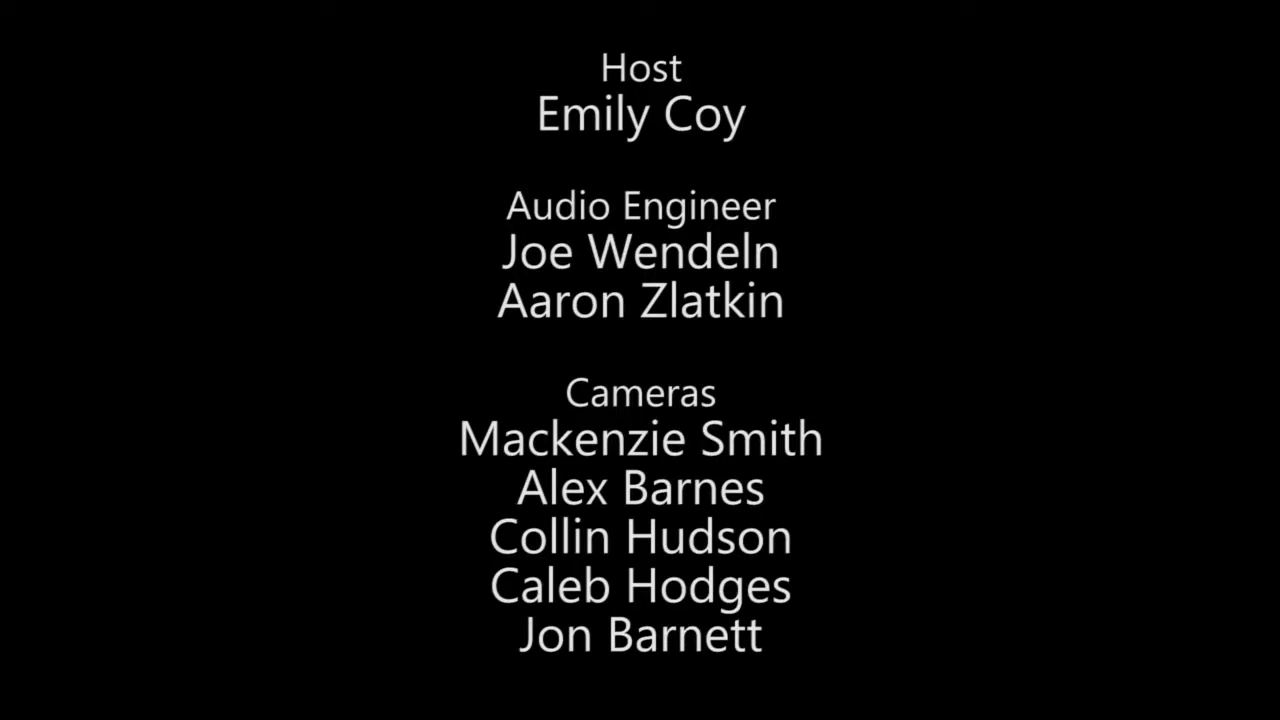 Host
Emily Coy
Audio Engineer
Joe Wendeln
Aaron Zlatkin
Cameras
Mackenzie Smith
Alex Barnes
Collin Hudson
Caleb Hodges
Jon Barnett